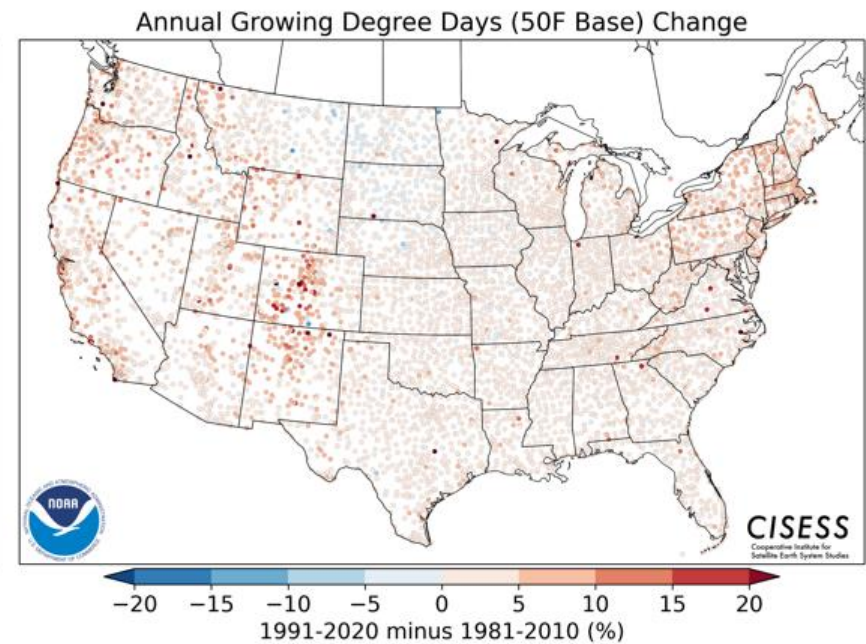 Annual Growing Degree Days (50F Base) Change
NOAA
CISESS
Cooperative Institute for
Satellite Earth System Studies
−20 −15 −10 −5 0 5 10 15 20
1991-2020 minus 1981-2010 (%)